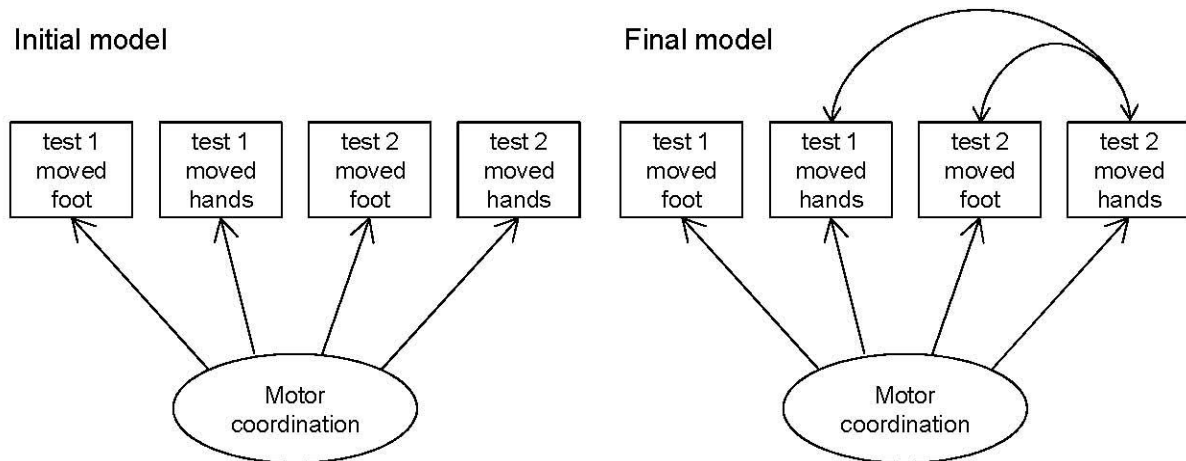 Initial model
test 1
moved
foot
test 1
moved
hands
test 2
moved
foot
test 2
moved
hands
Motor
coordination
Final model
test 1
moved
foot
test 1
moved
hands
test 2
moved
foot
test 2
moved
hands
Motor
coordination